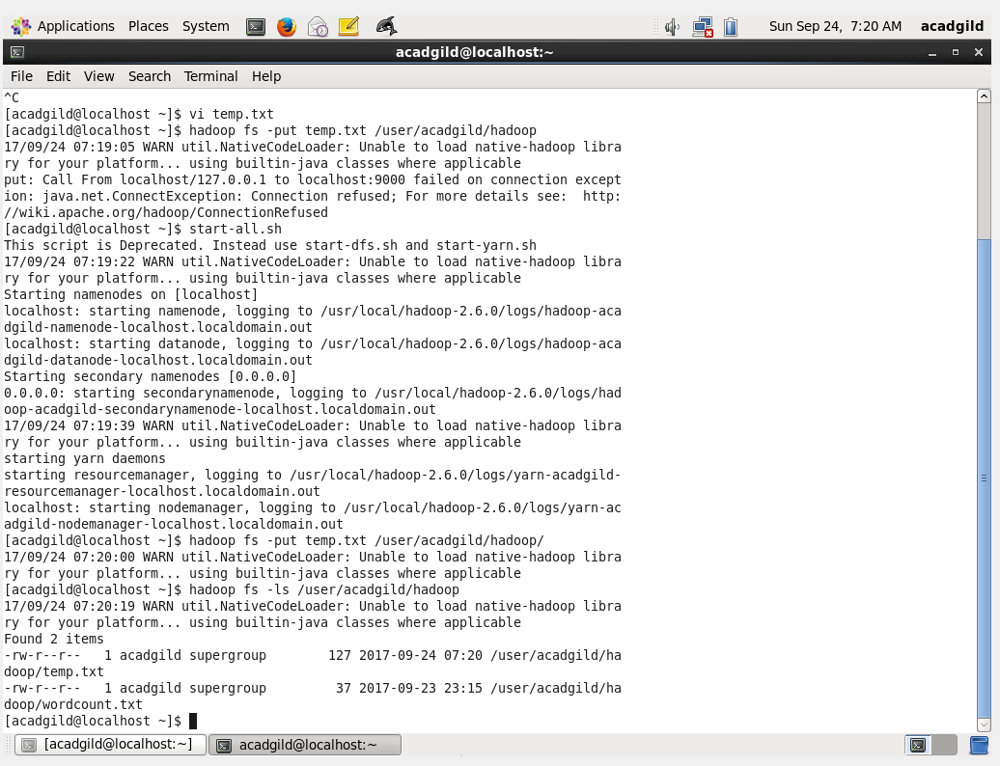 Applications Places System Sun Sep 24, 7:20 AM acadgild
acadgild@localhost:~
File Edit View Search Terminal Help
^C
[acadgild@localhost ~]$ vi temp.txt
[acadgild@localhost ~]$ hadoop fs -put temp.txt /user/acadgild/hadoop
17/09/24 07:19:05 WARN util.NativeCodeLoader: Unable to load native-hadoop libra
ry for your platform... using builtin-java classes where applicable
put: Call From localhost/127.0.0.1 to localhost:9000 failed on connection except
ion: java.net.ConnectException: Connection refused; For more details see:  http:
//wiki.apache.org/hadoop/ConnectionRefused
[acadgild@localhost ~]$ start-all.sh
This script is Deprecated. Instead use start-dfs.sh and start-yarn.sh
17/09/24 07:19:22 WARN util.NativeCodeLoader: Unable to load native-hadoop libra
ry for your platform... using builtin-java classes where applicable
Starting namenodes on [localhost]
localhost: starting namenode, logging to /usr/local/hadoop-2.6.0/logs/hadoop-aca
dgild-namenode-localhost.localdomain.out
localhost: starting datanode, logging to /usr/local/hadoop-2.6.0/logs/hadoop-aca
dgild-datanode-localhost.localdomain.out
Starting secondary namenodes [0.0.0.0]
0.0.0.0: starting secondarynamenode, logging to /usr/local/hadoop-2.6.0/logs/had
oop-acadgild-secondarynamenode-localhost.localdomain.out
17/09/24 07:19:39 WARN util.NativeCodeLoader: Unable to load native-hadoop libra
ry for your platform... using builtin-java classes where applicable
starting yarn daemons
starting resourcemanager, logging to /usr/local/hadoop-2.6.0/logs/yarn-acadgild-
resourcemanager-localhost.localdomain.out
localhost: starting nodemanager, logging to /usr/local/hadoop-2.6.0/logs/yarn-ac
adgild-nodemanager-localhost.localdomain.out
[acadgild@localhost ~]$ hadoop fs -put temp.txt /user/acadgild/hadoop/
17/09/24 07:20:00 WARN util.NativeCodeLoader: Unable to load native-hadoop libra
ry for your platform... using builtin-java classes where applicable
[acadgild@localhost ~]$ hadoop fs -ls /user/acadgild/hadoop
17/09/24 07:20:19 WARN util.NativeCodeLoader: Unable to load native-hadoop libra
ry for your platform... using builtin-java classes where applicable
Found 2 items
-rw-r--r--   1 acadgild supergroup        127 2017-09-24 07:20 /user/acadgild/ha
doop/temp.txt
-rw-r--r--   1 acadgild supergroup         37 2017-09-23 23:15 /user/acadgild/ha
doop/wordcount.txt
[acadgild@localhost ~]$
[acadgild@localhost:~] acadgild@localhost:~